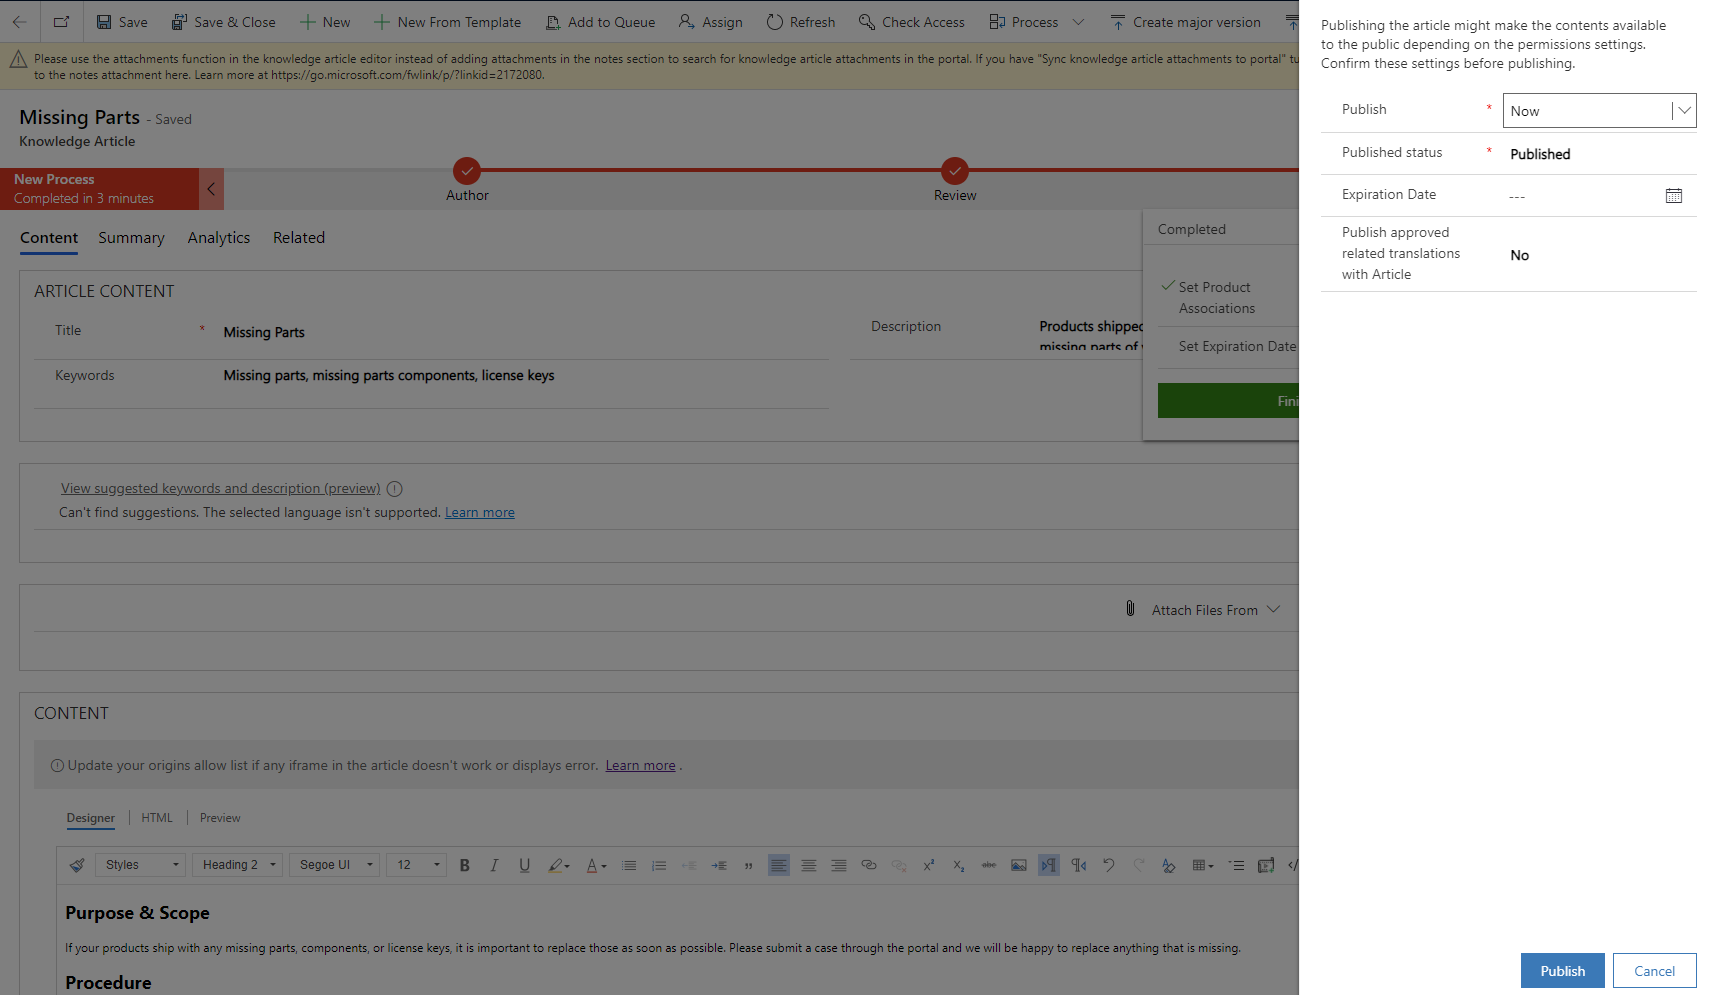 Save
Save & Close
New
New From Template
Add to Queue
Assign
Refresh
Check Access
Process
Create major version
Please use the attachments function in the knowledge article editor instead of adding attachments in the notes section to search for knowledge article attachments in the portal. If you have "Sync knowledge article attachments to portal" tu
to the notes attachment here. Learn more at https://go.microsoft.com/fwlink/p/?linkid=2172080.
Missing Parts - Saved
Knowledge Article
New Process
Completed in 3 minutes
Author
Review
Content
Summary
Analytics
Related
Completed
Set Product
Associations
Set Expiration Date
Fini
ARTICLE CONTENT
Title * Missing Parts
Keywords Missing parts, missing parts components, license keys
Description Products shipped
missing parts of
View suggested keywords and description (preview)
Can't find suggestions. The selected language isn't supported. Learn more
Attach Files From
CONTENT
Update your origins allow list if any iframe in the article doesn't work or displays error. Learn more .
Designer | HTML | Preview
Styles
Heading 2
Segoe UI
12
Purpose & Scope
If your products ship with any missing parts, components, or license keys, it is important to replace those as soon as possible. Please submit a case through the portal and we will be happy to replace anything that is missing.
Procedure
Publishing the article might make the contents available
to the public depending on the permissions settings.
Confirm these settings before publishing.
Publish * Now
Published status * Published
Expiration Date ---
Publish approved
related translations
with Article
No
Publish
Cancel